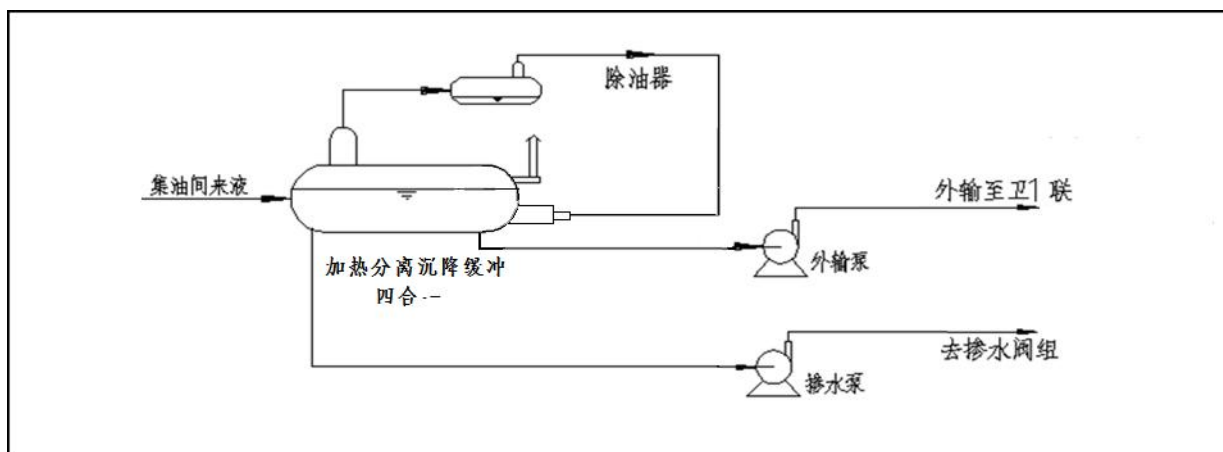 除油器
集油间来液
外输至卫1联
加热分离沉降缓冲
四合一
外输泵
去掺水阀组
掺水泵